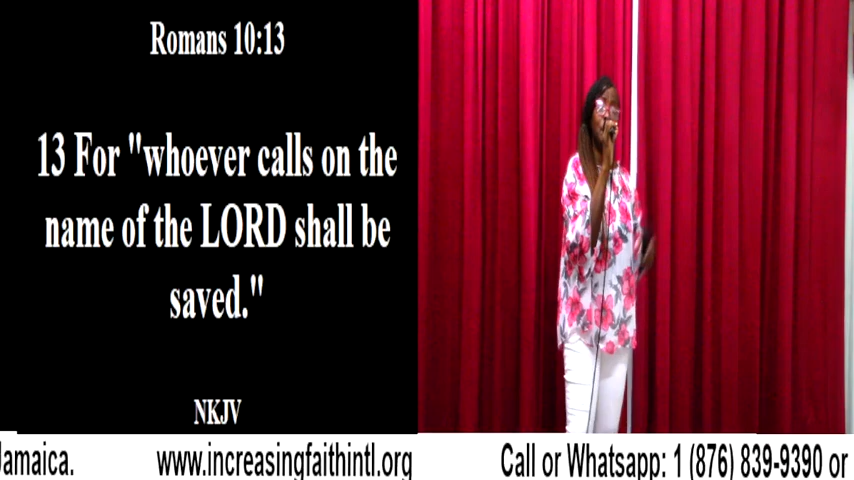 Romans 10:13
13 For "whoever calls on the
name of the LORD shall be
saved."
NKJV
Jamaica. www.increasingfaithintl.org Call or Whatsapp: 1 (876) 839-9390 or